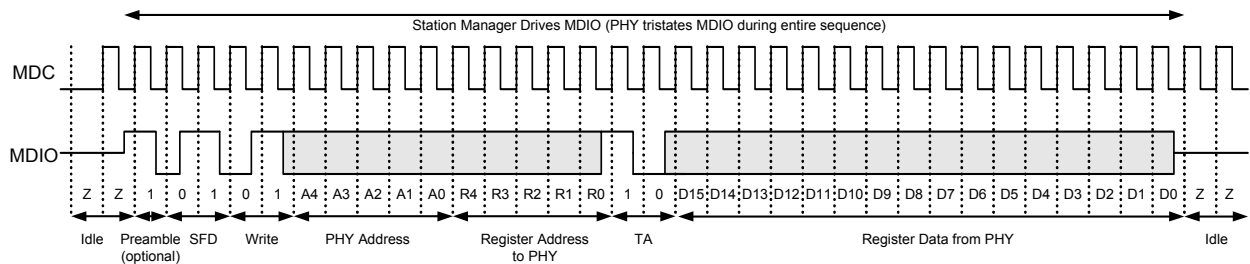 Station Manager Drives MDIO (PHY tristates MDIO during entire sequence)
MDC
MDIO
Z Z 1 0 1 0 1 A4 A3 A2 A1 A0 R4 R3 R2 R1 R0 1 0 D15 D14 D13 D12 D11 D10 D9 D8 D7 D6 D5 D4 D3 D2 D1 D0 Z Z
Idle Preamble SFD Write PHY Address Register Address TA Register Data from PHY Idle
(optional) to PHY